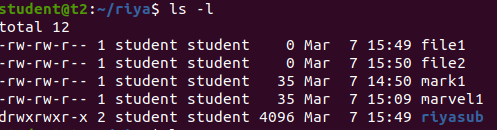 student@t2:~/riya$ ls -l
total 12
-rw-rw-r-- 1 student student    0 Mar  7 15:49 file1
-rw-rw-r-- 1 student student    0 Mar  7 15:50 file2
-rw-rw-r-- 1 student student   35 Mar  7 14:50 mark1
-rw-rw-r-- 1 student student   35 Mar  7 15:09 marvel1
drwxrwxr-x 2 student student 4096 Mar  7 15:49 riyasub